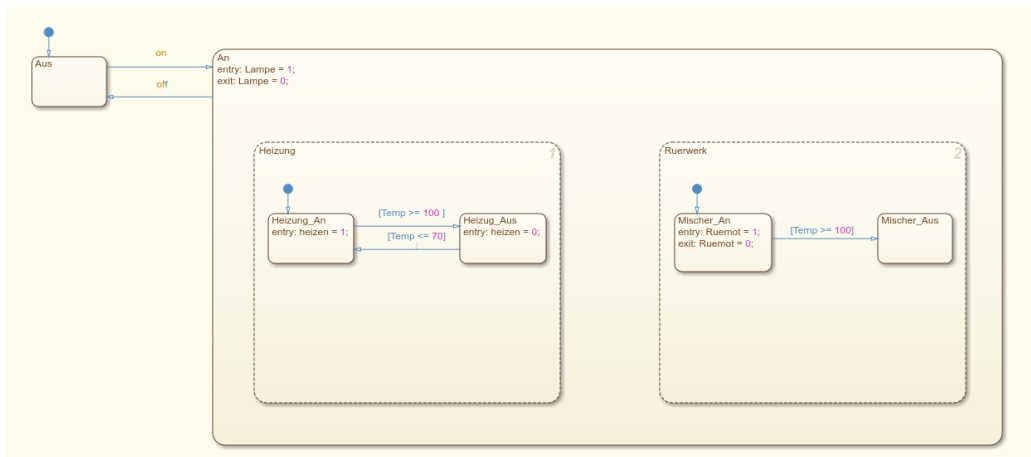 on
Aus
An
entry: Lampe = 1;
exit: Lampe = 0;
off
Heizung
1
Heizung_An
entry: heizen = 1;
[Temp >= 100 ]
[Temp <= 70]
Heizug_Aus
entry: heizen = 0;
Ruerwerk
2
Mischer_An
entry: Ruemot = 1;
exit: Ruemot = 0;
[Temp >= 100]
Mischer_Aus